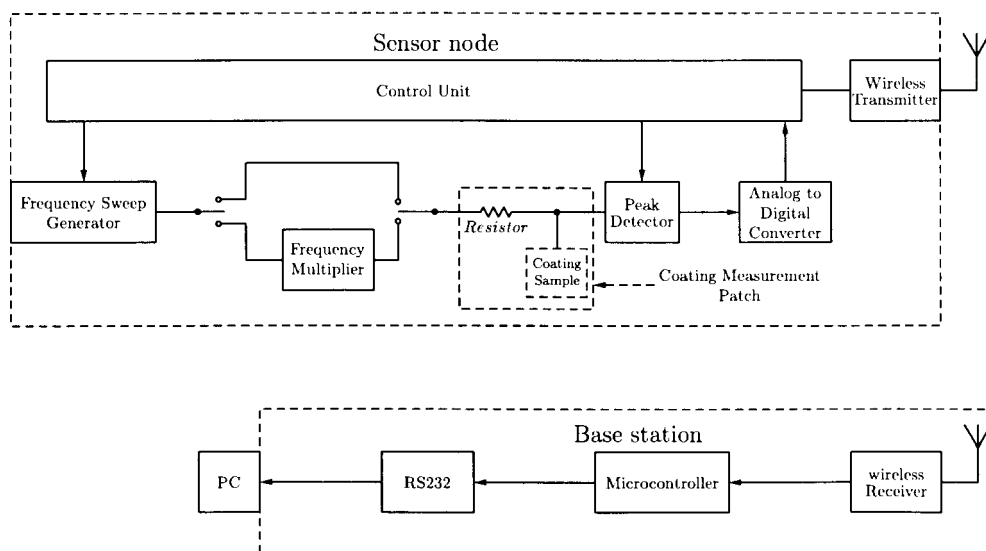 Sensor node
Control Unit
Wireless
Transmitter
Frequency Sweep
Generator
Frequency
Multiplier
Resistor
Coating
Sample
Peak
Detector
Analog to
Digital
Converter
Coating Measurement
Patch
Base station
PC
RS232
Microcontroller
wireless
Receiver